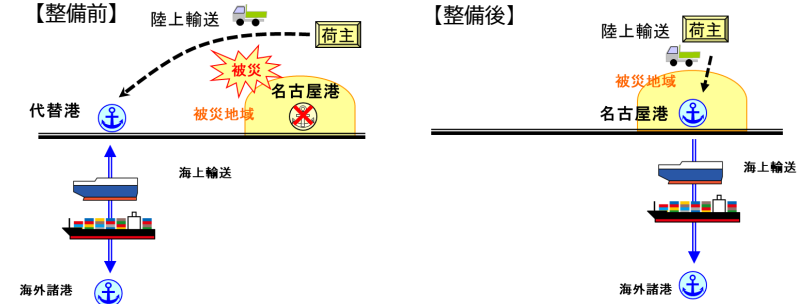 【整備前】
陸上輸送
荷主
被災
名古屋港
代替港
被災地域
海上輸送
海外諸港
【整備後】
陸上輸送
荷主
被災地域
名古屋港
海上輸送
海外諸港